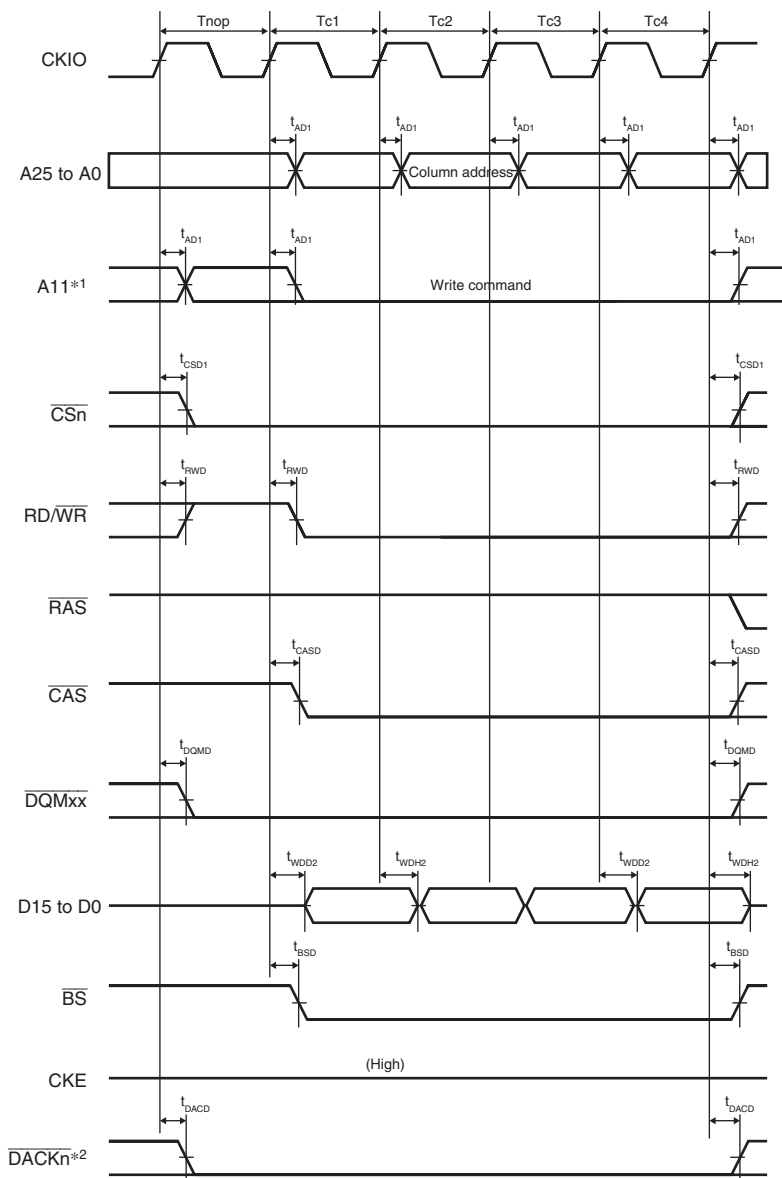 Tnop Tc1 Tc2 Tc3 Tc4
CKIO
tAD1 tAD1 tAD1 tAD1 tAD1
A25 to A0 Column address
tAD1 tAD1 tAD1
A11*1 Write command
tCSD1 tCSD1
CSn
tRWD tRWD tRWD
RD/WR
RAS
tCASD tCASD
CAS
tDQMD tDQMD
DQMxx
tWDD2 tWDH2 tWDD2 tWDH2
D15 to D0
tBSD tBSD
BS
(High)
CKE
tDACD tDACD
DACKn*2